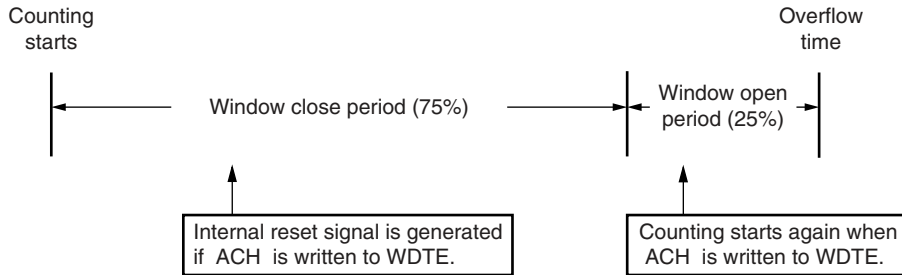 Counting
starts
Overflow
time
Window close period (75%)
Window open
period (25%)
Internal reset signal is generated
if ACH is written to WDTE.
Counting starts again when
ACH is written to WDTE.